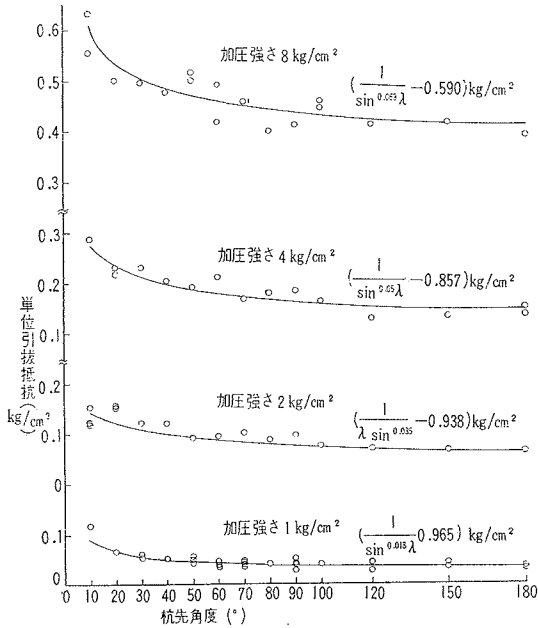 0.6
加圧強さ 8 kg/cm²
(1/sin^0.069 λ −0.590)kg/cm²
0.5
0.4
0.3
0.3
加圧強さ 4 kg/cm²
(1/sin^0.05 λ −0.857)kg/cm²
0.2
0.1
単位引抜抵抗(kg/cm²)
0.2
加圧強さ 2 kg/cm²
(1/λ sin^0.035 −0.938)kg/cm²
0.1
0
加圧強さ 1 kg/cm²
(1/sin^0.015 λ 0.965) kg/cm²
0.1
0
0 10 20 30 40 50 60 70 80 90 100 120 150 180
杭先角度 (°)